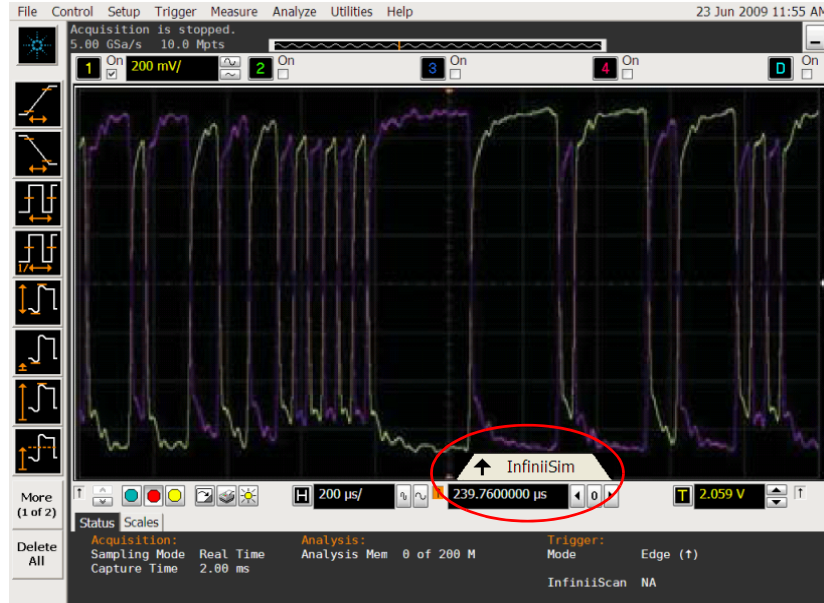 File Control Setup Trigger Measure Analyze Utilities Help 23 Jun 2009 11:55 AM
Acquisition is stopped.
5.00 GSa/s 10.0 Mpts
1 On 200 mV/ 2 On 3 On 4 On D On
InfiniiSim
H 200 µs/ 239.7600000 µs 0 T 2.059 V
More
(1 of 2)
Delete
All
Status Scales
Acquisition: Analysis: Trigger:
Sampling Mode Real Time Analysis Mem 0 of 200 M Mode Edge (↑)
Capture Time 2.00 ms
InfiniiScan NA